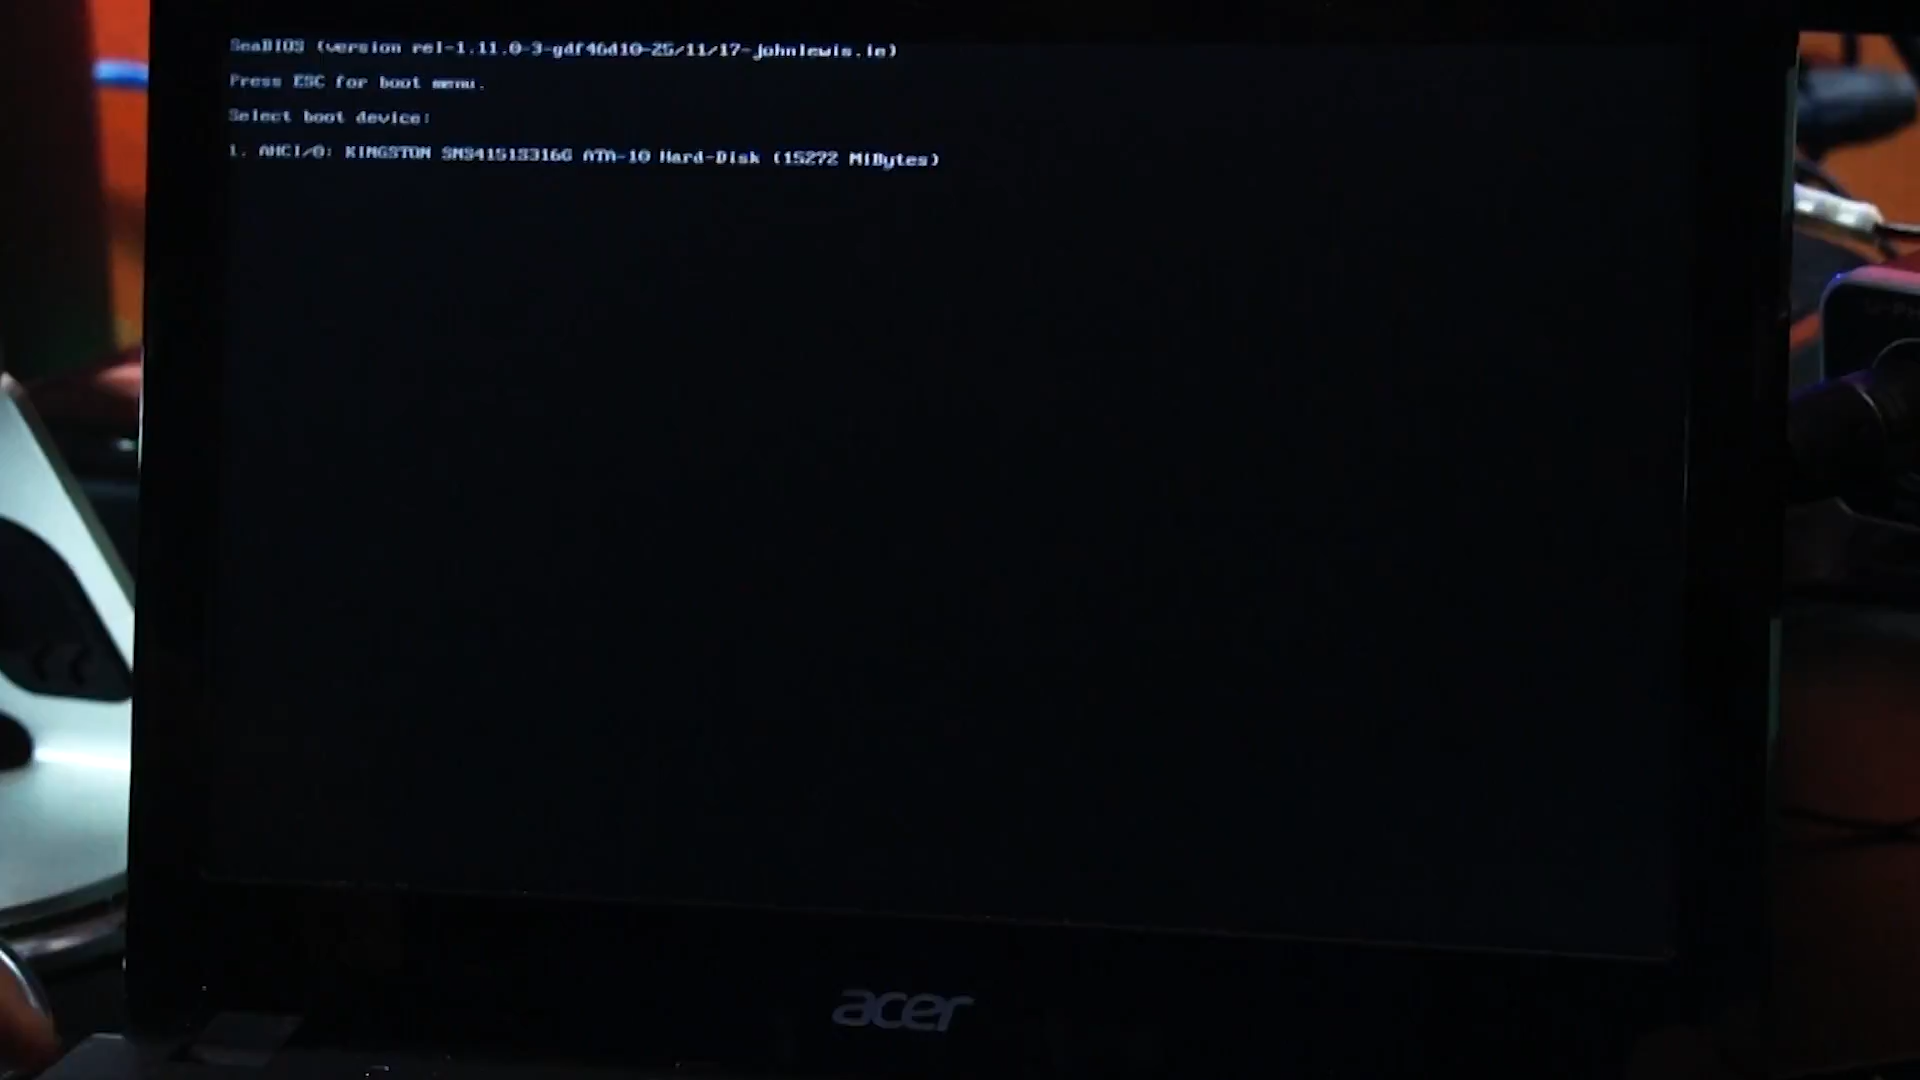 SeaBIOS (version rel-1.11.0-3-gdf46d10-25/11/17-johnlewis.ie)
Press ESC for boot menu.
Select boot device:
1. AHCI/0: KINGSTON SNS4151S316G ATA-10 Hard-Disk (15272 MiBytes)
acer